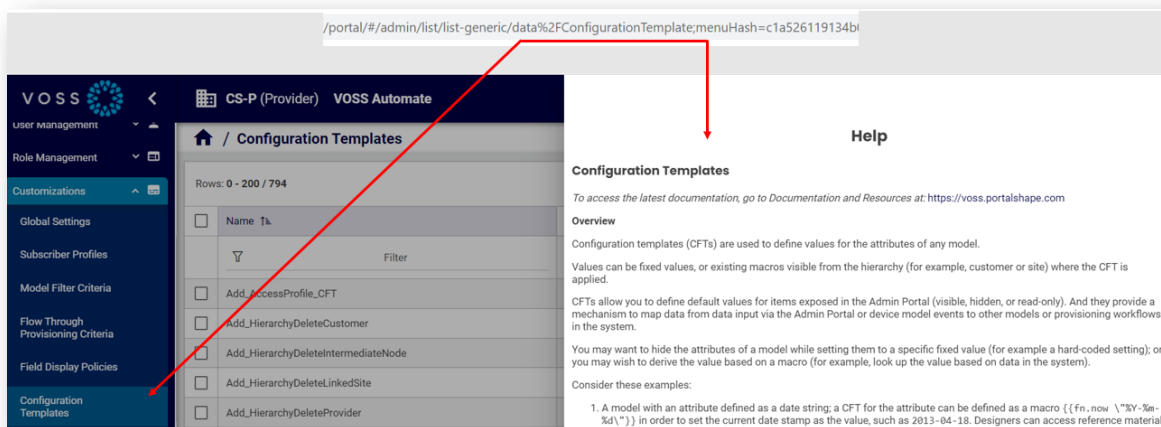 /portal/#/admin/list/list-generic/data%2FConfigurationTemplate;menuHash=c1a526119134b
VOSS
CS-P (Provider) VOSS Automate
User Management
Role Management
Customizations
Global Settings
Subscriber Profiles
Model Filter Criteria
Flow Through
Provisioning Criteria
Field Display Policies
Configuration
Templates
/ Configuration Templates
Rows: 0 - 200 / 794
Name
Filter
Add_AccessProfile_CFT
Add_HierarchyDeleteCustomer
Add_HierarchyDeleteIntermediateNode
Add_HierarchyDeleteLinkedSite
Add_HierarchyDeleteProvider
Help
Configuration Templates
To access the latest documentation, go to Documentation and Resources at: https://voss.portalshape.com
Overview
Configuration templates (CFTs) are used to define values for the attributes of any model.
Values can be fixed values, or existing macros visible from the hierarchy (for example, customer or site) where the CFT is
applied.
CFTs allow you to define default values for items exposed in the Admin Portal (visible, hidden, or read-only). And they provide a
mechanism to map data from data input via the Admin Portal or device model events to other models or provisioning workflows
in the system.
You may want to hide the attributes of a model while setting them to a specific fixed value (for example a hard-coded setting); or
you may wish to derive the value based on a macro (for example, look up the value based on data in the system).
Consider these examples:
1. A model with an attribute defined as a date string; a CFT for the attribute can be defined as a macro {{fn.now \"%Y-%m-
%d\"}} in order to set the current date stamp as the value, such as 2013-04-18. Designers can access reference material